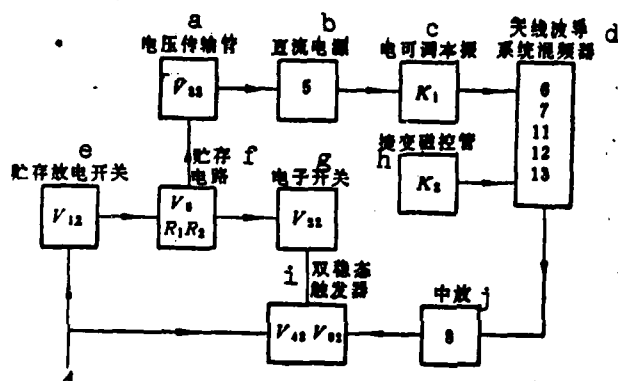 a
b
c
d
电压传输管
直流电源
电可调本振
天线波导
系统混频器
V₃₃
5
K₁
6
7
11
12
13
e
贮存放电开关
贮存
电路
f
g
电子开关
h
捷变磁控管
K₂
V₁₂
V₅
R₁R₂
V₂₂
i
双稳态
触发器
中放
j
V₄₂ V₆₂
8